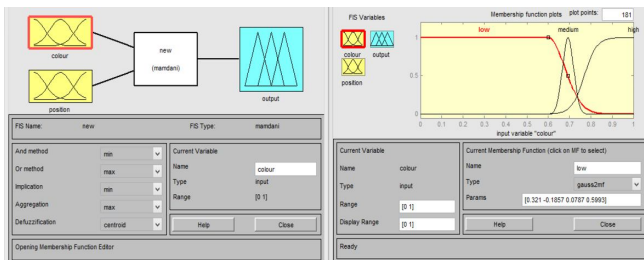 colour
new
(mamdani)
position
output
FIS Name: new FIS Type: mamdani
And method min
Or method max
Implication min
Aggregation max
Defuzzification centroid
Current Variable
Name colour
Type input
Range [0 1]
Help Close
Opening Membership Function Editor
FIS Variables
colour output
position
Membership function plots plot points: 181
low medium high
1
0.5
0
0 0.1 0.2 0.3 0.4 0.5 0.6 0.7 0.8 0.9 1
input variable "colour"
Current Variable
Name colour
Type input
Range [0 1]
Display Range [0 1]
Current Membership Function (click on MF to select)
Name low
Type gauss2mf
Params [0.321 -0.1857 0.0787 0.5993]
Help Close
Ready